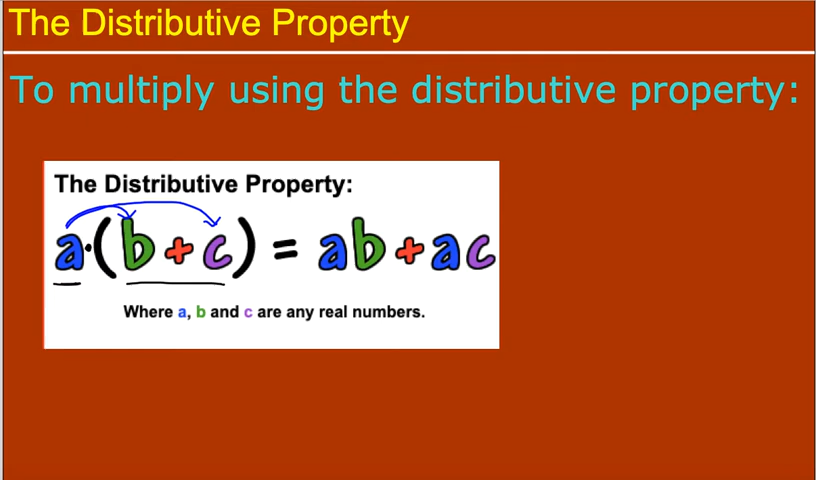 The Distributive Property
To multiply using the distributive property:
The Distributive Property:
a·(b + c) = ab + ac
Where a, b and c are any real numbers.